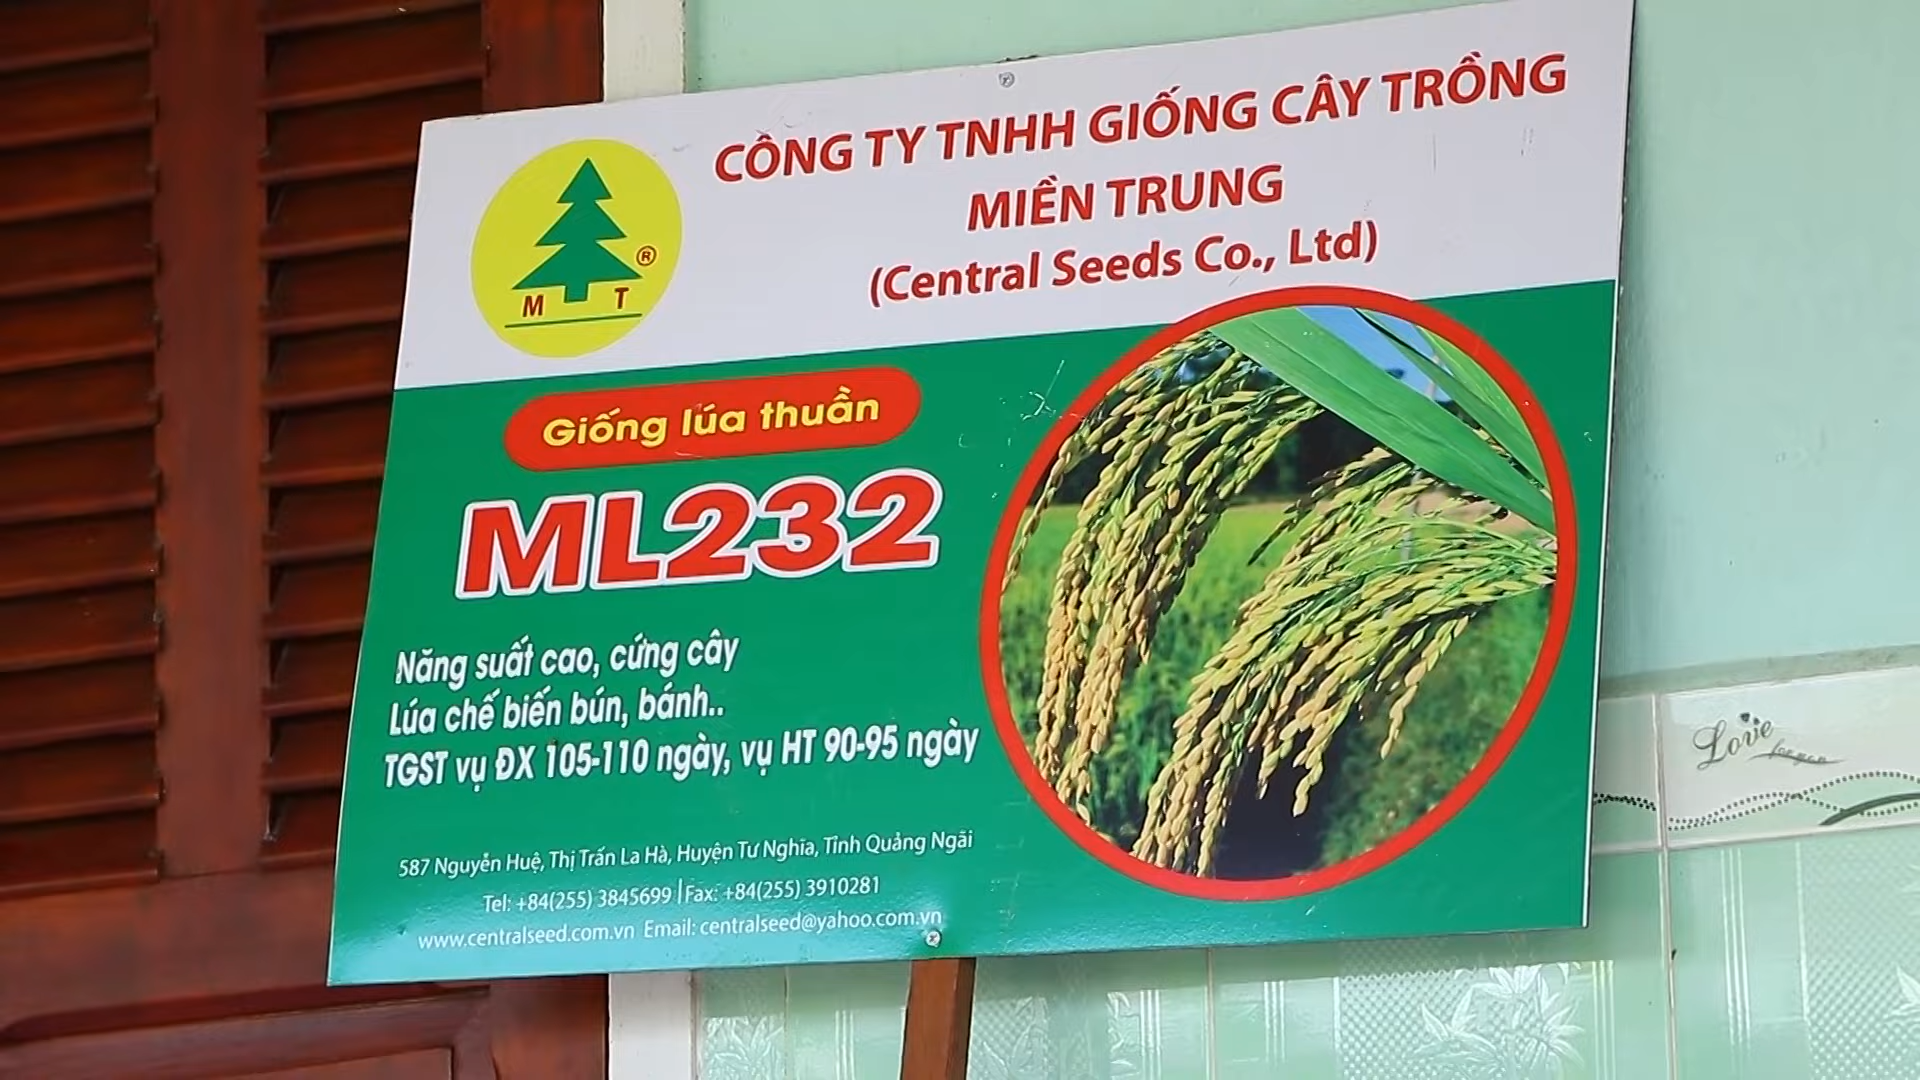 CÔNG TY TNHH GIỐNG CÂY TRỒNG
MIỀN TRUNG
(Central Seeds Co., Ltd)
®
M T
Giống lúa thuần
ML232
Năng suất cao, cứng cây
Lúa chế biến bún, bánh..
TGST vụ ĐX 105-110 ngày, vụ HT 90-95 ngày
587 Nguyễn Huệ, Thị Trấn La Hà, Huyện Tư Nghĩa, Tỉnh Quảng Ngãi
Tel: +84(255) 3845699 | Fax: +84(255) 3910281
www.centralseed.com.vn Email: centralseed@yahoo.com.vn
Love